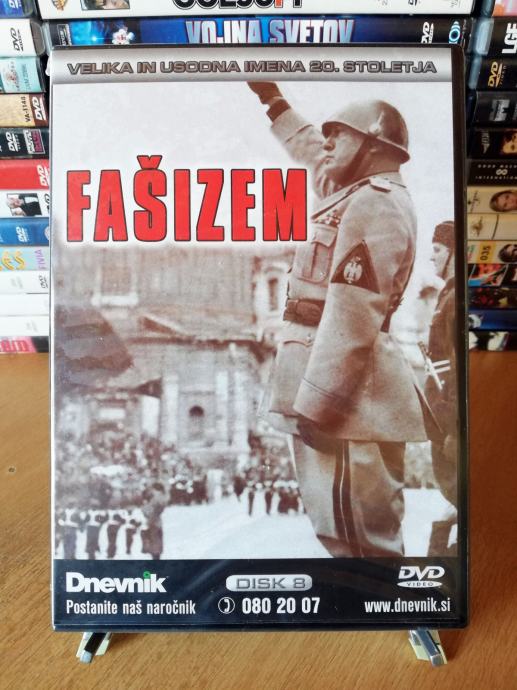 VOJNA SVETOV
VELIKA IN USODNA IMENA 20. STOLETJA
FAŠIZEM
Dnevnik
DISK 8
DVD
VIDEO
Postanite naš naročnik
080 20 07
www.dnevnik.si